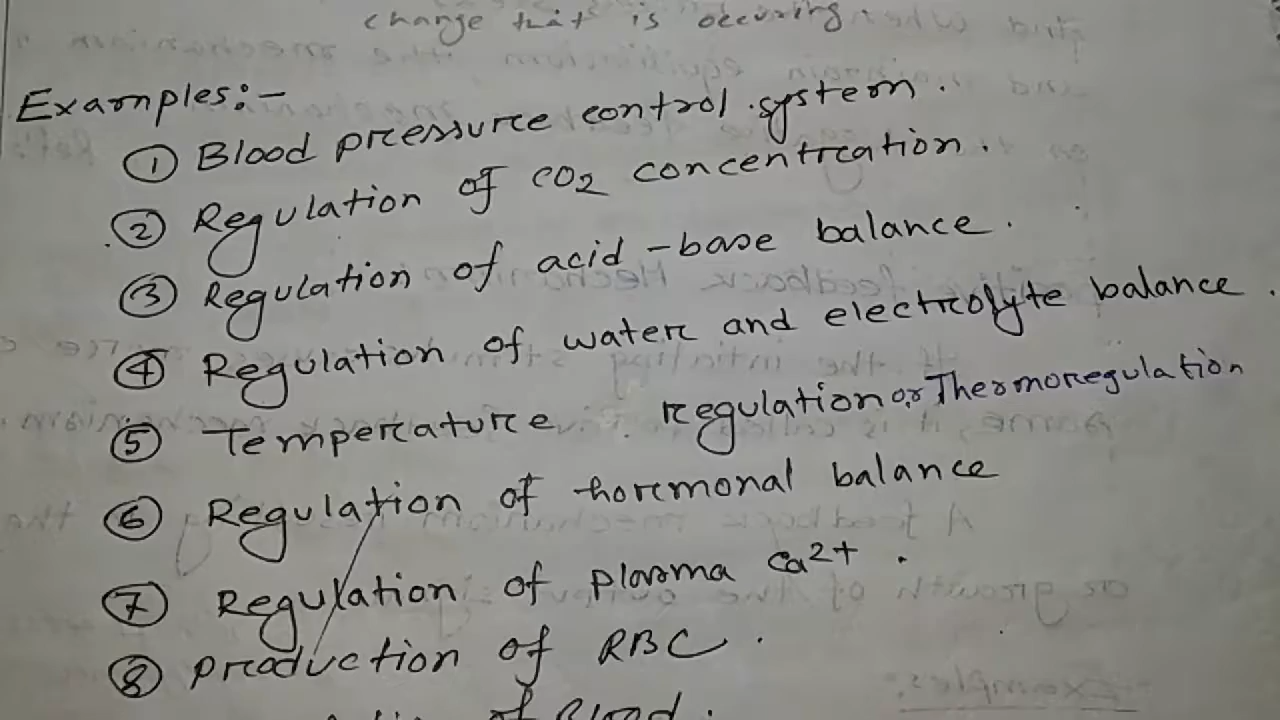 change that is occuring.
Examples:-
① Blood pressure control system.
② Regulation of CO2 concentration.
③ Regulation of acid-base balance.
④ Regulation of water and electrolyte balance.
⑤ Temperature regulation or Thermoregulation
⑥ Regulation of hormonal balance
⑦ Regulation of plasma Ca2+.
⑧ Production of RBC.
of Blood.